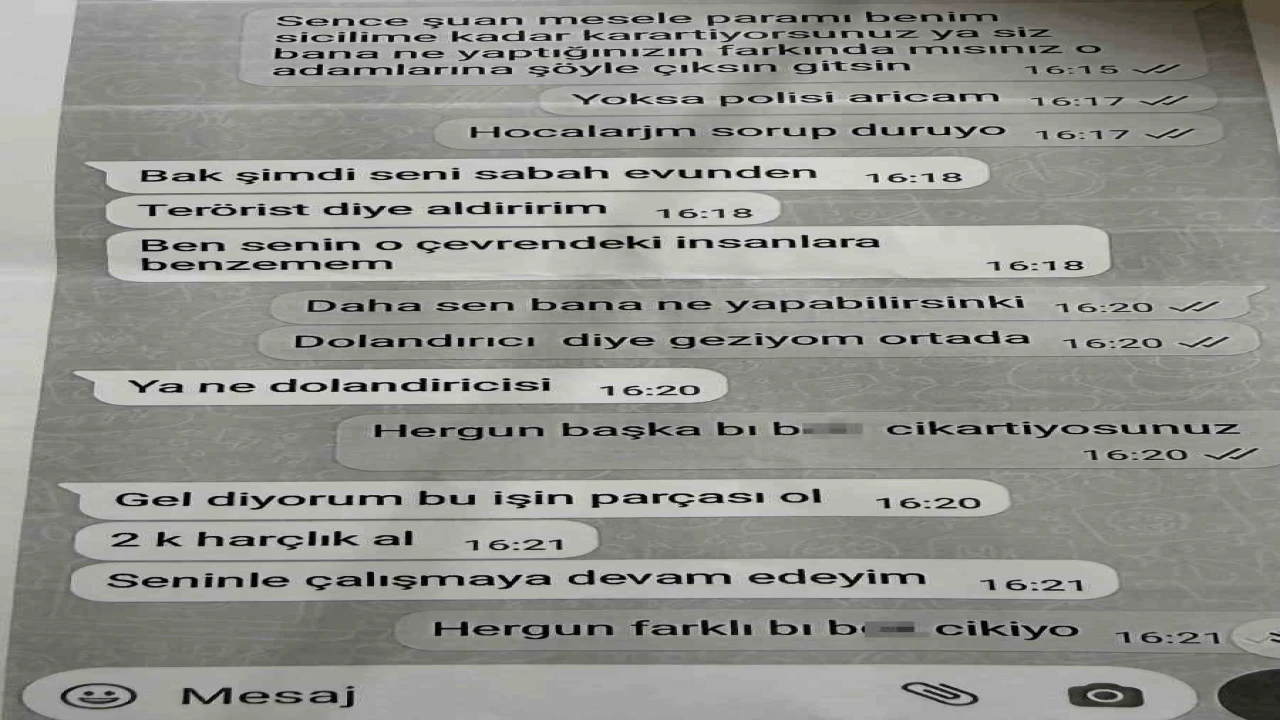 Sence şuan mesele paramı benim
sicilime kadar karartiyorsunuz ya siz
bana ne yaptığınızın farkında mısınız o
adamlarına şöyle çıksın gitsin 16:15
Yoksa polisi aricam 16:17
Hocalarjm sorup duruyo 16:17
Bak şimdi seni sabah evunden 16:18
Terörist diye aldiririm 16:18
Ben senin o çevrendeki insanlara
benzemem 16:18
Daha sen bana ne yapabilirsinki 16:20
Dolandırıcı diye geziyom ortada 16:20
Ya ne dolandiricisi 16:20
Hergun başka bı b cikartiyosunuz
16:20
Gel diyorum bu işin parçası ol 16:20
2 k harçlık al 16:21
Seninle çalışmaya devam edeyim 16:21
Hergun farklı bı b cikiyo 16:21
Mesaj